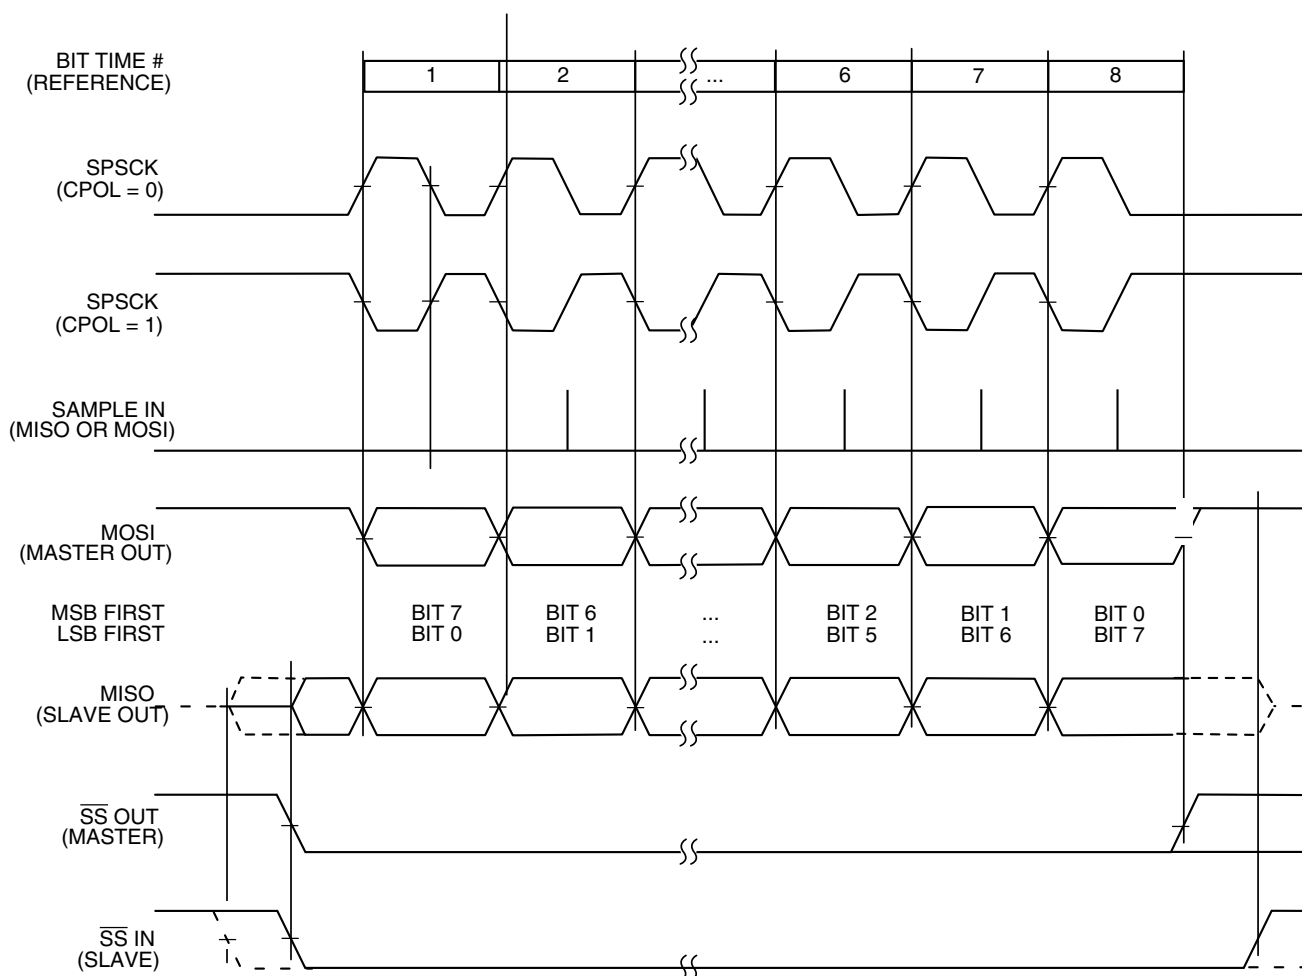 BIT TIME #
(REFERENCE)
1 2 ... 6 7 8
SPSCK
(CPOL = 0)
SPSCK
(CPOL = 1)
SAMPLE IN
(MISO OR MOSI)
MOSI
(MASTER OUT)
MSB FIRST
LSB FIRST
BIT 7 BIT 6 ... BIT 2 BIT 1 BIT 0
BIT 0 BIT 1 ... BIT 5 BIT 6 BIT 7
MISO
(SLAVE OUT)
SS OUT
(MASTER)
SS IN
(SLAVE)